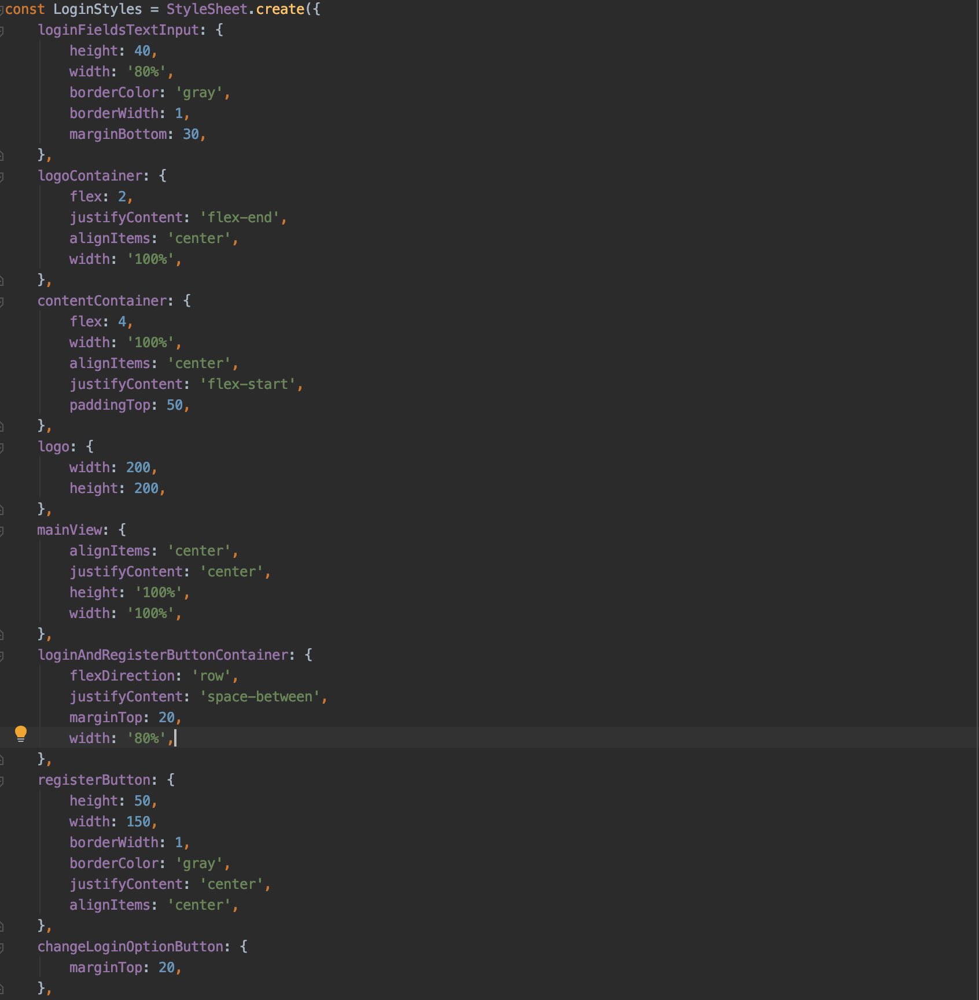 const LoginStyles = StyleSheet.create({
    loginFieldsTextInput: {
        height: 40,
        width: '80%',
        borderColor: 'gray',
        borderWidth: 1,
        marginBottom: 30,
    },
    logoContainer: {
        flex: 2,
        justifyContent: 'flex-end',
        alignItems: 'center',
        width: '100%',
    },
    contentContainer: {
        flex: 4,
        width: '100%',
        alignItems: 'center',
        justifyContent: 'flex-start',
        paddingTop: 50,
    },
    logo: {
        width: 200,
        height: 200,
    },
    mainView: {
        alignItems: 'center',
        justifyContent: 'center',
        height: '100%',
        width: '100%',
    },
    loginAndRegisterButtonContainer: {
        flexDirection: 'row',
        justifyContent: 'space-between',
        marginTop: 20,
        width: '80%',
    },
    registerButton: {
        height: 50,
        width: 150,
        borderWidth: 1,
        borderColor: 'gray',
        justifyContent: 'center',
        alignItems: 'center',
    },
    changeLoginOptionButton: {
        marginTop: 20,
    },